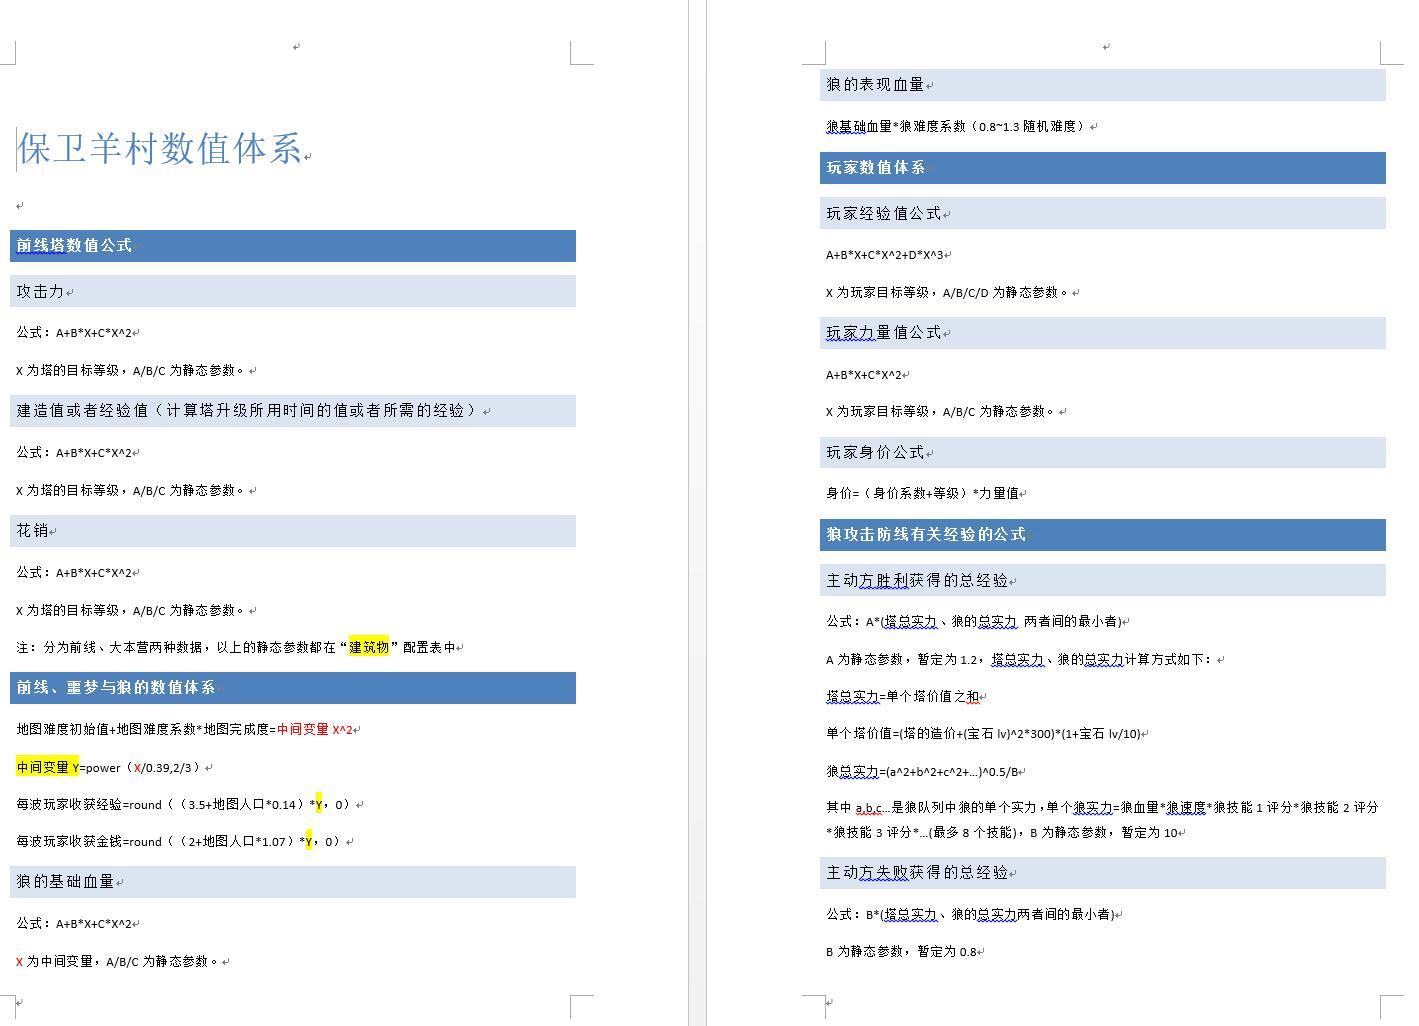 保卫羊村数值体系
前线塔数值公式
攻击力
公式：A+B*X+C*X^2
X 为塔的目标等级，A/B/C 为静态参数。
建造值或者经验值（计算塔升级所用时间的值或者所需的经验）
公式：A+B*X+C*X^2
X 为塔的目标等级，A/B/C 为静态参数。
花销
公式：A+B*X+C*X^2
X 为塔的目标等级，A/B/C 为静态参数。
注：分为前线、大本营两种数据，以上的静态参数都在“建筑物”配置表中
前线、噩梦与狼的数值体系
地图难度初始值+地图难度系数*地图完成度=中间变量 X^2
中间变量 Y=power（X/0.39,2/3）
每波玩家收获经验=round（（3.5+地图人口*0.14）*Y，0）
每波玩家收获金钱=round（（2+地图人口*1.07）*Y，0）
狼的基础血量
公式：A+B*X+C*X^2
X 为中间变量，A/B/C 为静态参数。
狼的表现血量
狼基础血量*狼难度系数（0.8~1.3 随机难度）
玩家数值体系
玩家经验值公式
A+B*X+C*X^2+D*X^3
X 为玩家目标等级，A/B/C/D 为静态参数。
玩家力量值公式
A+B*X+C*X^2
X 为玩家目标等级，A/B/C 为静态参数。
玩家身价公式
身价=（身价系数+等级）*力量值
狼攻击防线有关经验的公式
主动方胜利获得的总经验
公式：A*(塔总实力、狼的总实力 两者间的最小者)
A 为静态参数，暂定为 1.2，塔总实力、狼的总实力计算方式如下：
塔总实力=单个塔价值之和
单个塔价值=(塔的造价+(宝石 lv)^2*300)*(1+宝石 lv/10)
狼总实力=(a^2+b^2+c^2+...)^0.5/B
其中 a,b,c...是狼队列中狼的单个实力，单个狼实力=狼血量*狼速度*狼技能 1 评分*狼技能 2 评分
*狼技能 3 评分*...(最多 8 个技能)，B 为静态参数，暂定为 10
主动方失败获得的总经验
公式：B*(塔总实力、狼的总实力两者间的最小者)
B 为静态参数，暂定为 0.8